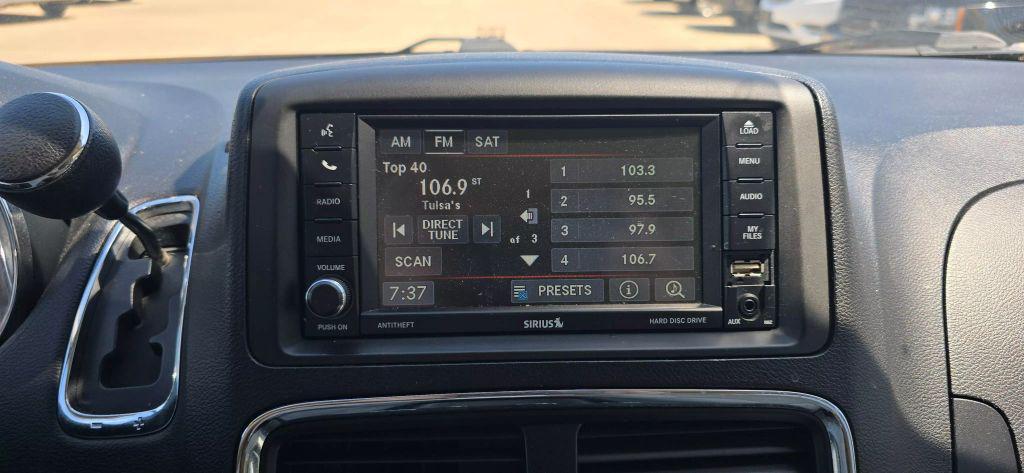 AM FM SAT
Top 40
106.9 ST
Tulsa's
DIRECT
TUNE
SCAN
7:37
1
of 3
1 103.3
2 95.5
3 97.9
4 106.7
PRESETS
RADIO
MEDIA
VOLUME
PUSH ON
LOAD
MENU
AUDIO
MY
FILES
AUX
ANTITHEFT
SIRIUS
HARD DISC DRIVE
- +